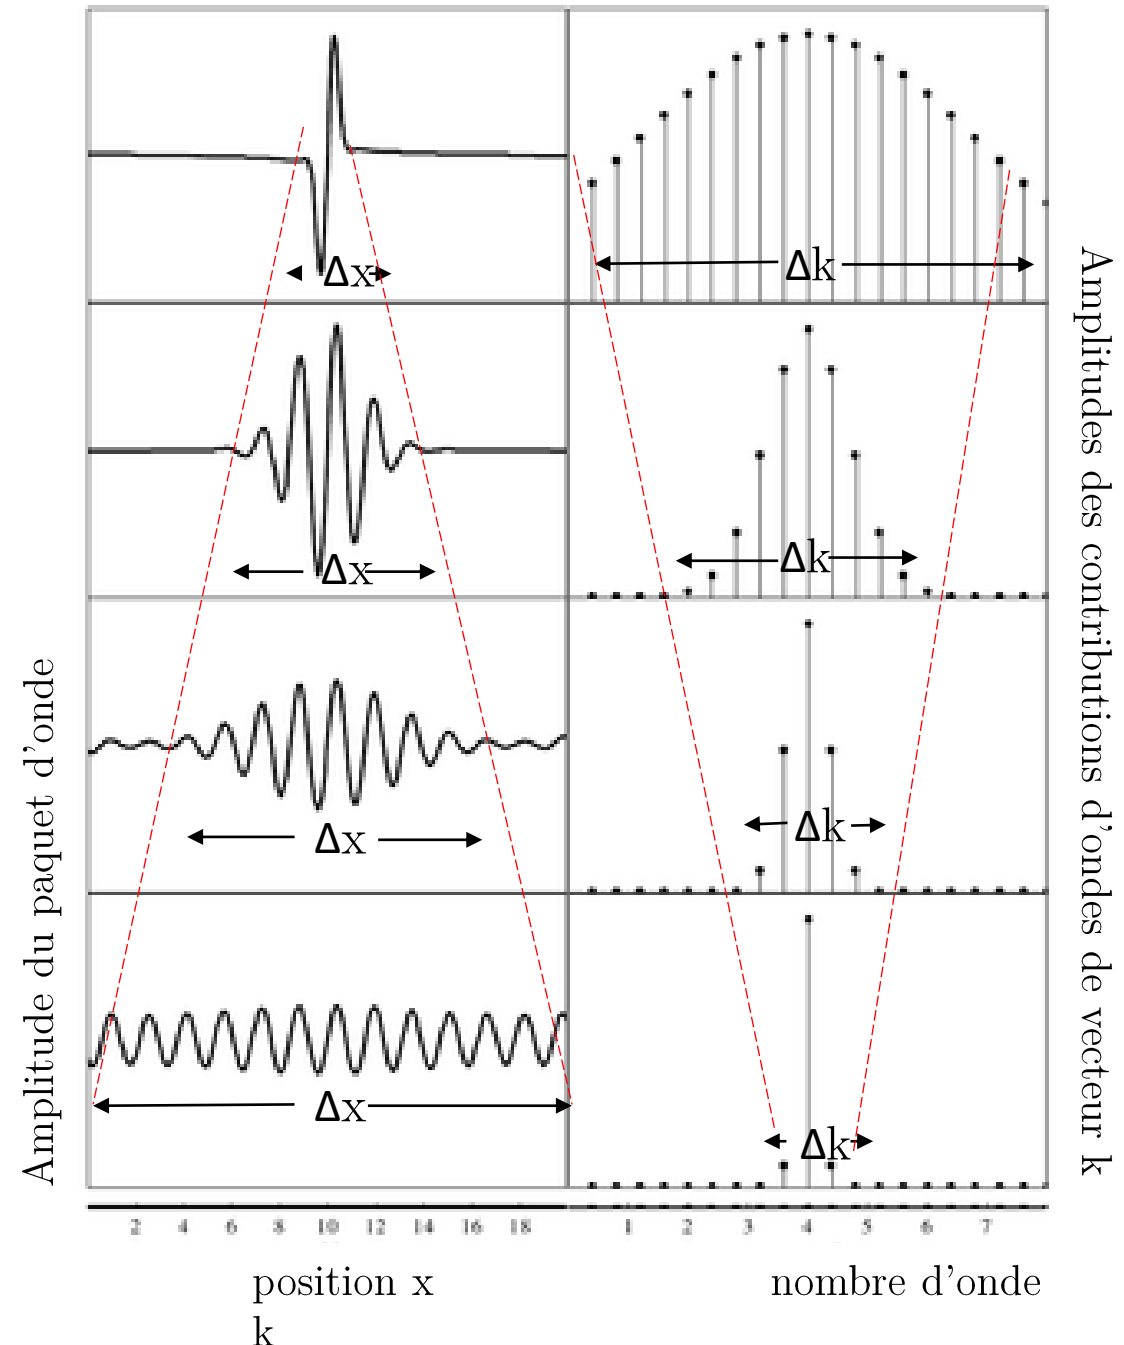 Δx
Δk
Δx
Δk
Δx
Δk
Δx
Δk
Amplitude du paquet d'onde
Amplitudes des contributions d'ondes de vecteur k
2 4 6 8 10 12 14 16 18
1 2 3 4 5 6 7
position x
nombre d'onde
k